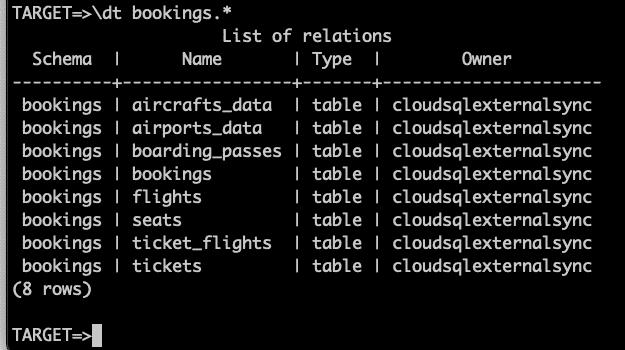 TARGET=>\dt bookings.*
List of relations
Schema | Name | Type | Owner
----------+-----------------+-------+----------------------
bookings | aircrafts_data | table | cloudsqlexternalsync
bookings | airports_data | table | cloudsqlexternalsync
bookings | boarding_passes | table | cloudsqlexternalsync
bookings | bookings | table | cloudsqlexternalsync
bookings | flights | table | cloudsqlexternalsync
bookings | seats | table | cloudsqlexternalsync
bookings | ticket_flights | table | cloudsqlexternalsync
bookings | tickets | table | cloudsqlexternalsync
(8 rows)
TARGET=>